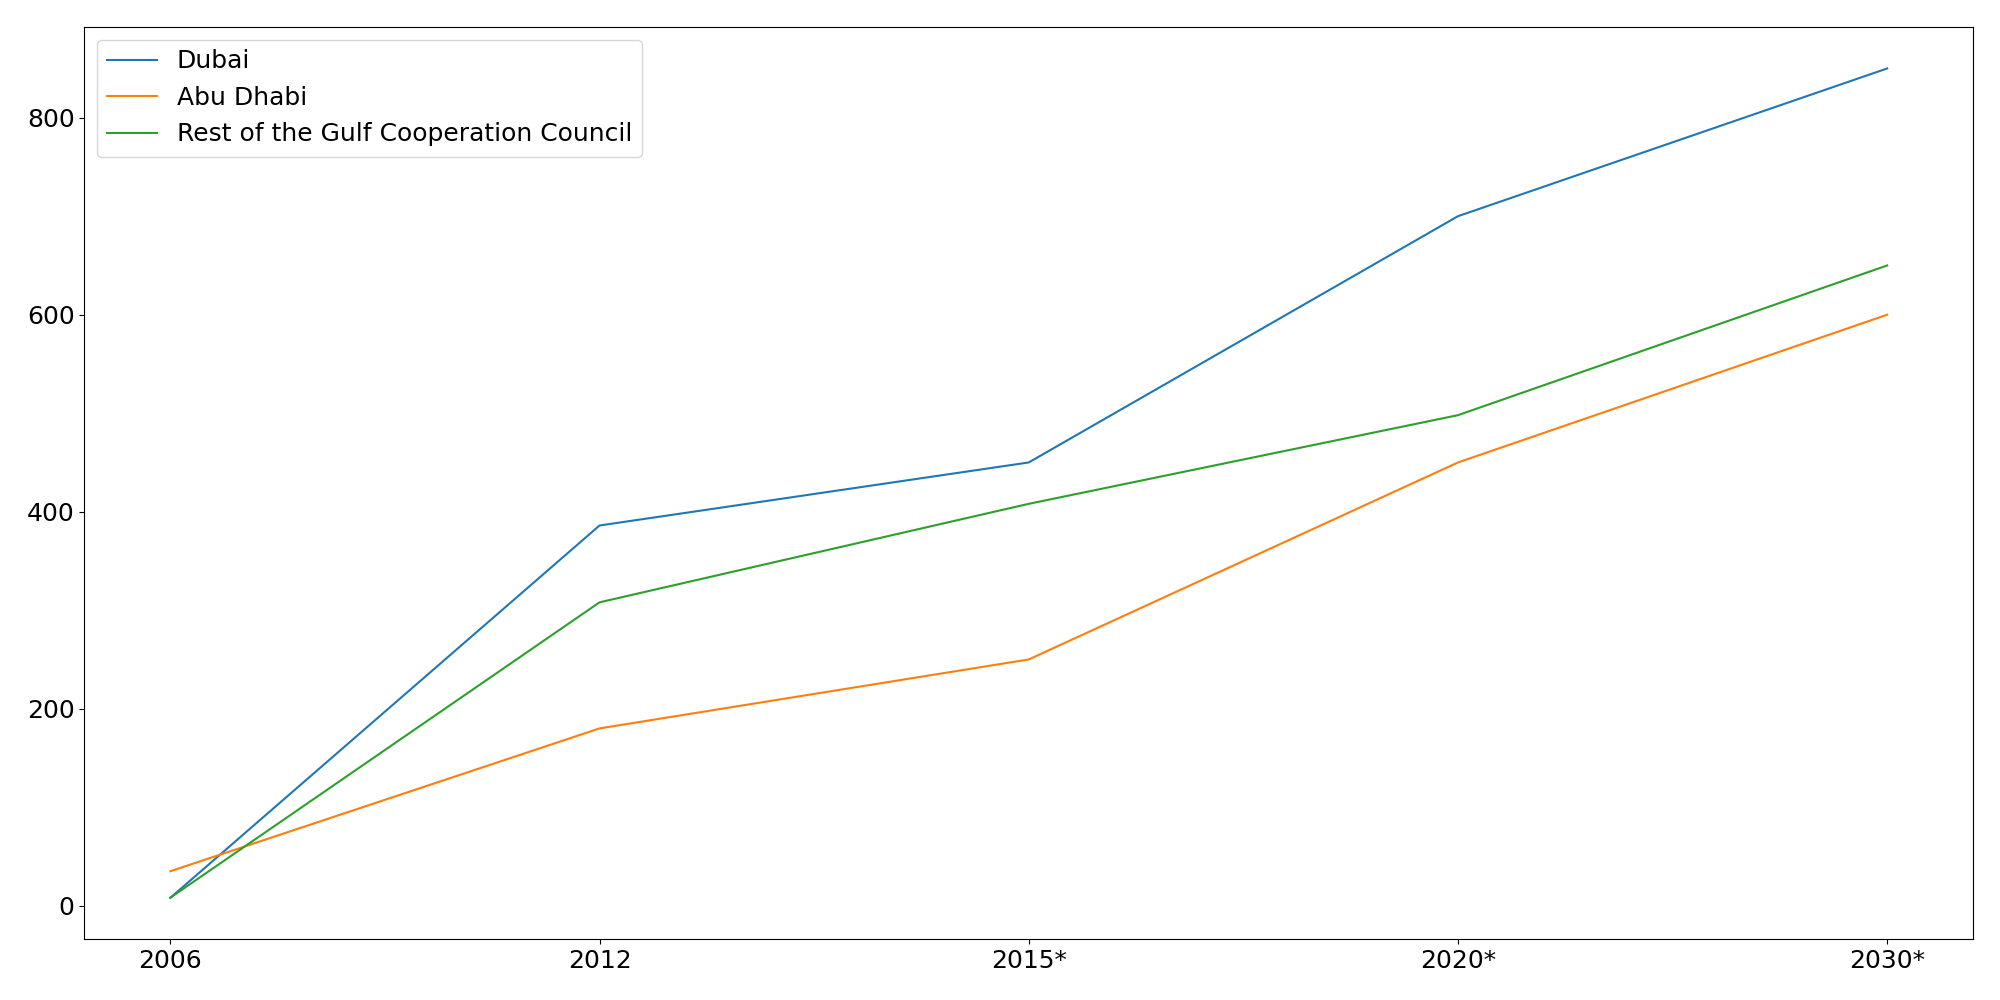 Dubai
Abu Dhabi
Rest of the Gulf Cooperation Council
800
600
400
200
0
2006 2012 2015* 2020* 2030*